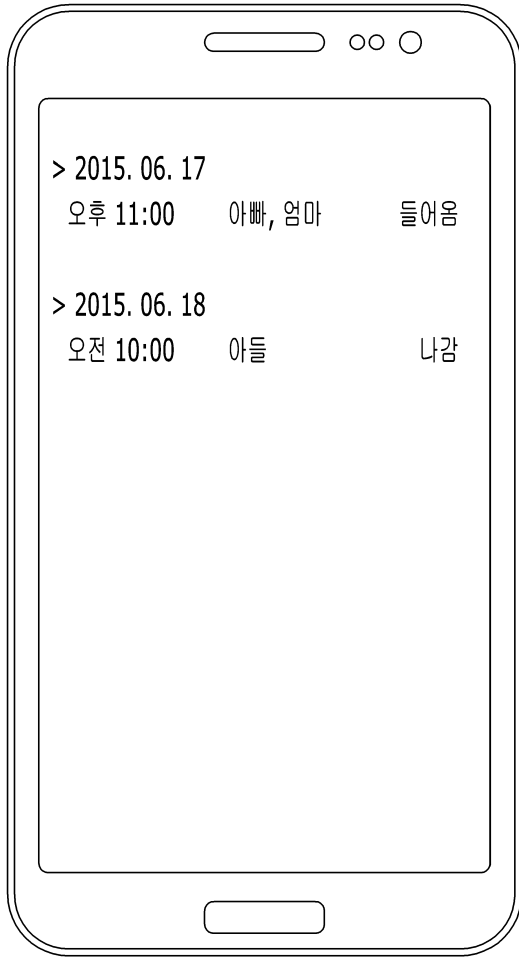 > 2015. 06. 17
오후 11:00 아빠, 엄마 들어옴
> 2015. 06. 18
오전 10:00 아들 나감